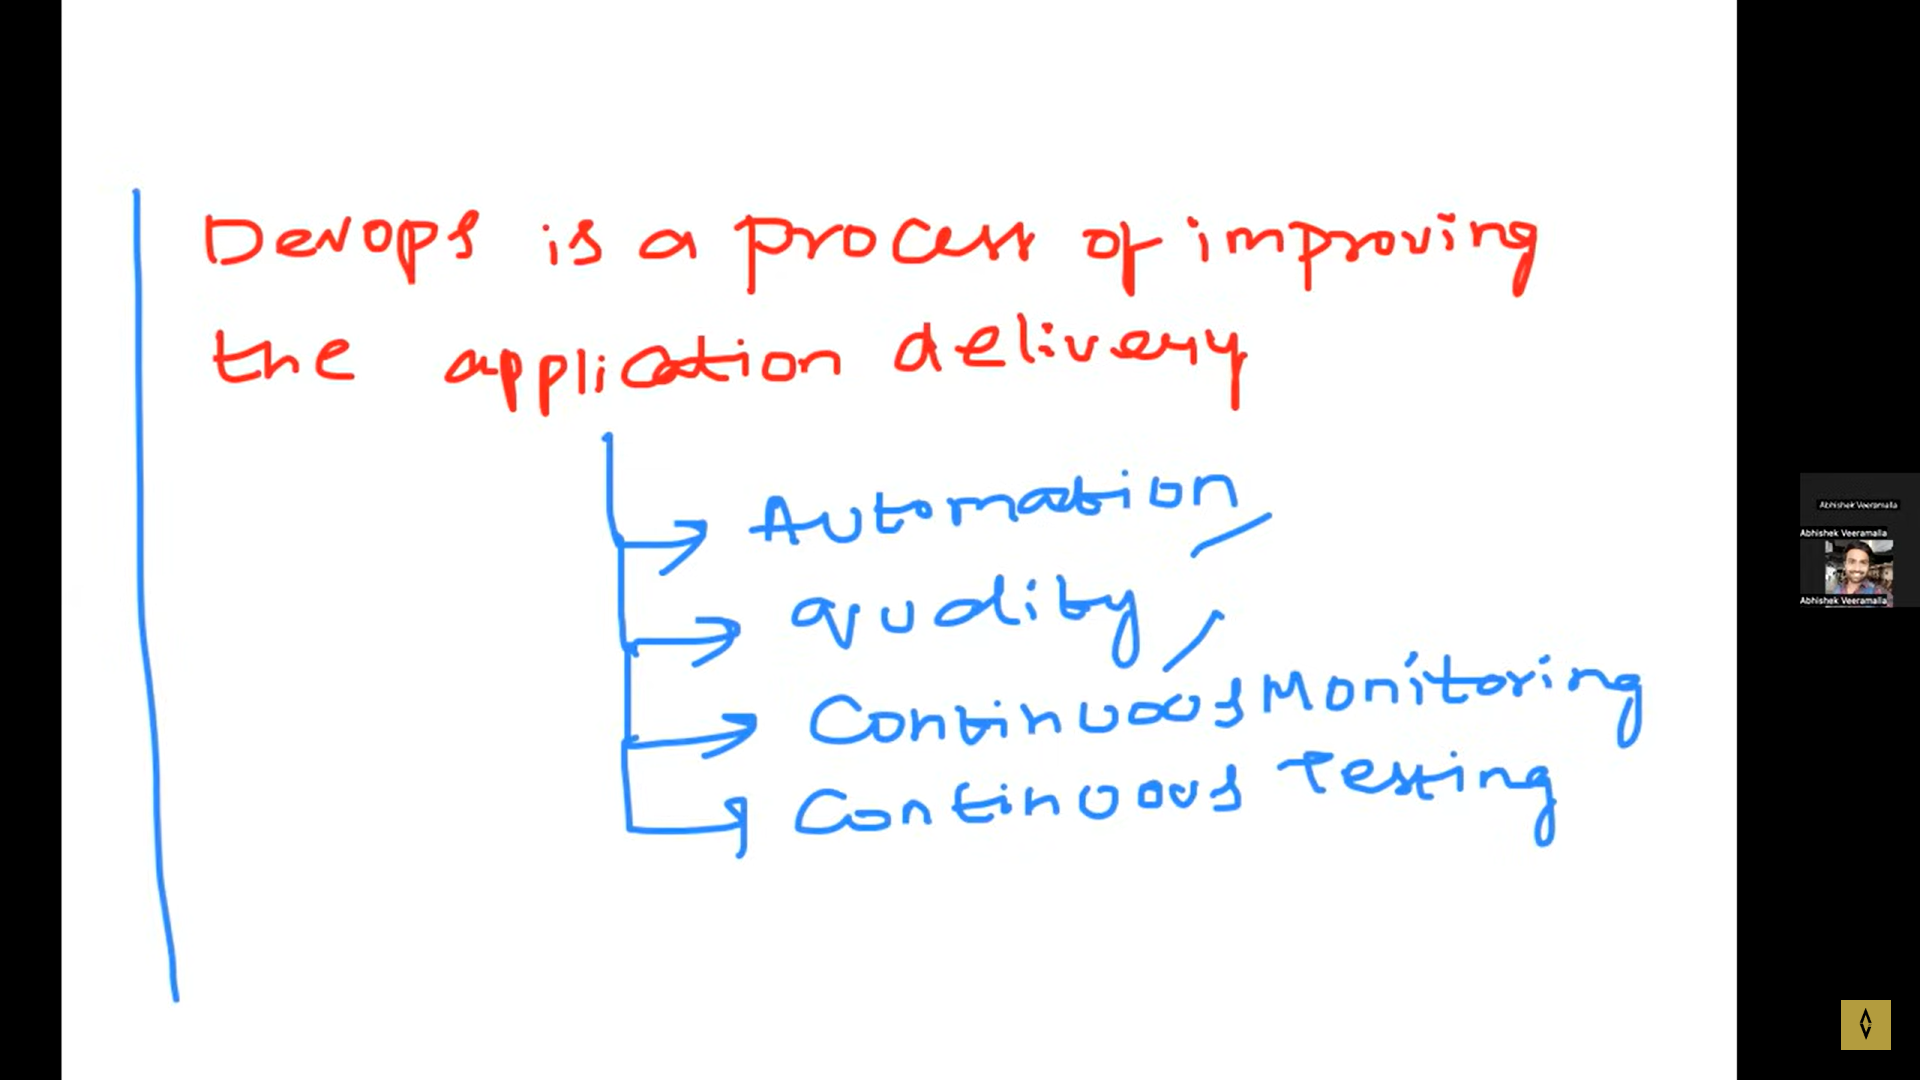 Devops is a process of improving
the application delivery
Automation
quality
Continuous Monitoring
Continuous Testing
Abhishek Veeramalla
Abhishek Veeramalla
Abhishek Veeramalla